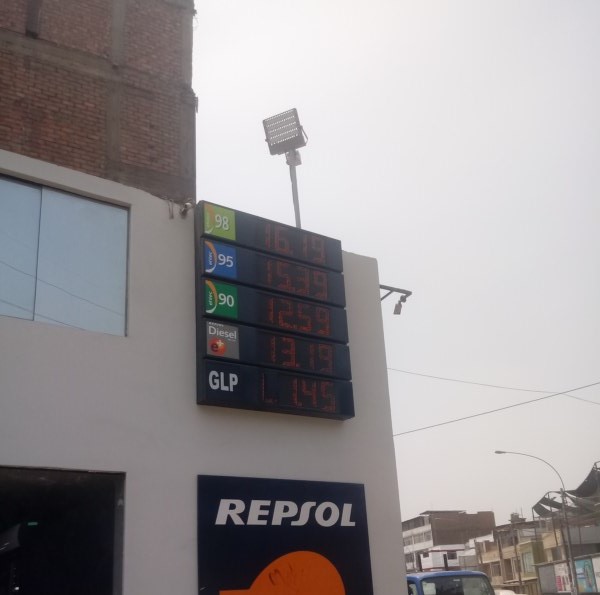 98 16.19
95 15.39
90 12.59
Diesel e+ 13.19
GLP L 1.45
REPSOL